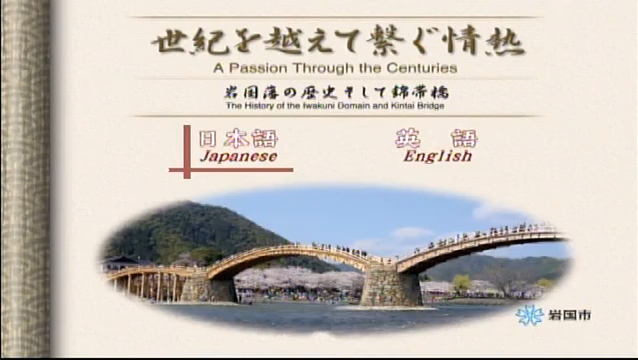 世紀を越えて繋ぐ情熱
A Passion Through the Centuries
岩国藩の歴史そして錦帯橋
The History of the Iwakuni Domain and Kintai Bridge
日本語 英語
Japanese English
岩国市